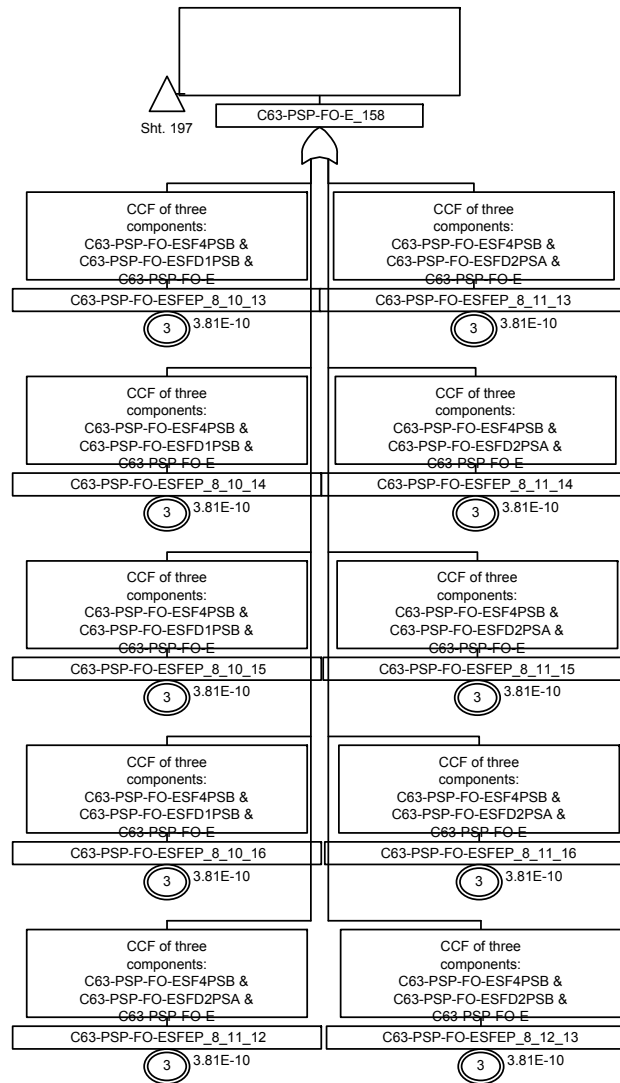 C63-PSP-FO-E_158
Sht. 197
CCF of three
components:
C63-PSP-FO-ESF4PSB &
C63-PSP-FO-ESFD1PSB &
C63-PSP-FO-E
C63-PSP-FO-ESFEP_8_10_13
3
3.81E-10
CCF of three
components:
C63-PSP-FO-ESF4PSB &
C63-PSP-FO-ESFD2PSA &
C63-PSP-FO-E
C63-PSP-FO-ESFEP_8_11_13
3
3.81E-10
CCF of three
components:
C63-PSP-FO-ESF4PSB &
C63-PSP-FO-ESFD1PSB &
C63-PSP-FO-E
C63-PSP-FO-ESFEP_8_10_14
3
3.81E-10
CCF of three
components:
C63-PSP-FO-ESF4PSB &
C63-PSP-FO-ESFD2PSA &
C63-PSP-FO-E
C63-PSP-FO-ESFEP_8_11_14
3
3.81E-10
CCF of three
components:
C63-PSP-FO-ESF4PSB &
C63-PSP-FO-ESFD1PSB &
C63-PSP-FO-E
C63-PSP-FO-ESFEP_8_10_15
3
3.81E-10
CCF of three
components:
C63-PSP-FO-ESF4PSB &
C63-PSP-FO-ESFD2PSA &
C63-PSP-FO-E
C63-PSP-FO-ESFEP_8_11_15
3
3.81E-10
CCF of three
components:
C63-PSP-FO-ESF4PSB &
C63-PSP-FO-ESFD1PSB &
C63-PSP-FO-E
C63-PSP-FO-ESFEP_8_10_16
3
3.81E-10
CCF of three
components:
C63-PSP-FO-ESF4PSB &
C63-PSP-FO-ESFD2PSA &
C63-PSP-FO-E
C63-PSP-FO-ESFEP_8_11_16
3
3.81E-10
CCF of three
components:
C63-PSP-FO-ESF4PSB &
C63-PSP-FO-ESFD2PSA &
C63-PSP-FO-E
C63-PSP-FO-ESFEP_8_11_12
3
3.81E-10
CCF of three
components:
C63-PSP-FO-ESF4PSB &
C63-PSP-FO-ESFD2PSB &
C63-PSP-FO-E
C63-PSP-FO-ESFEP_8_12_13
3
3.81E-10